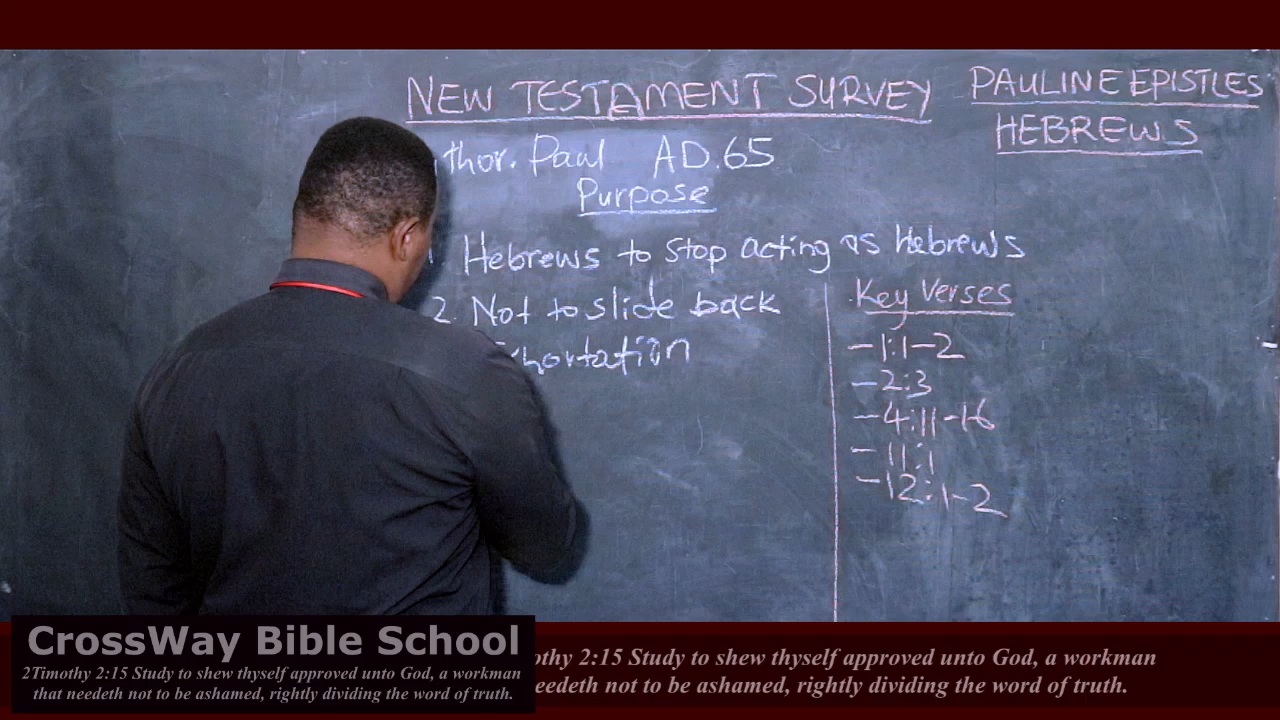 NEW TESTAMENT SURVEY
PAULINE EPISTLES
HEBREWS
thor. Paul AD.65
Purpose
Hebrews to stop acting as Hebrews
2. Not to slide back
hortation
Key Verses
-1:1-2
-2:3
-4:11-16
-11:1
-12:1-2
CrossWay Bible School
2Timothy 2:15 Study to shew thyself approved unto God, a workman
that needeth not to be ashamed, rightly dividing the word of truth.
othy 2:15 Study to shew thyself approved unto God, a workman
eedeth not to be ashamed, rightly dividing the word of truth.